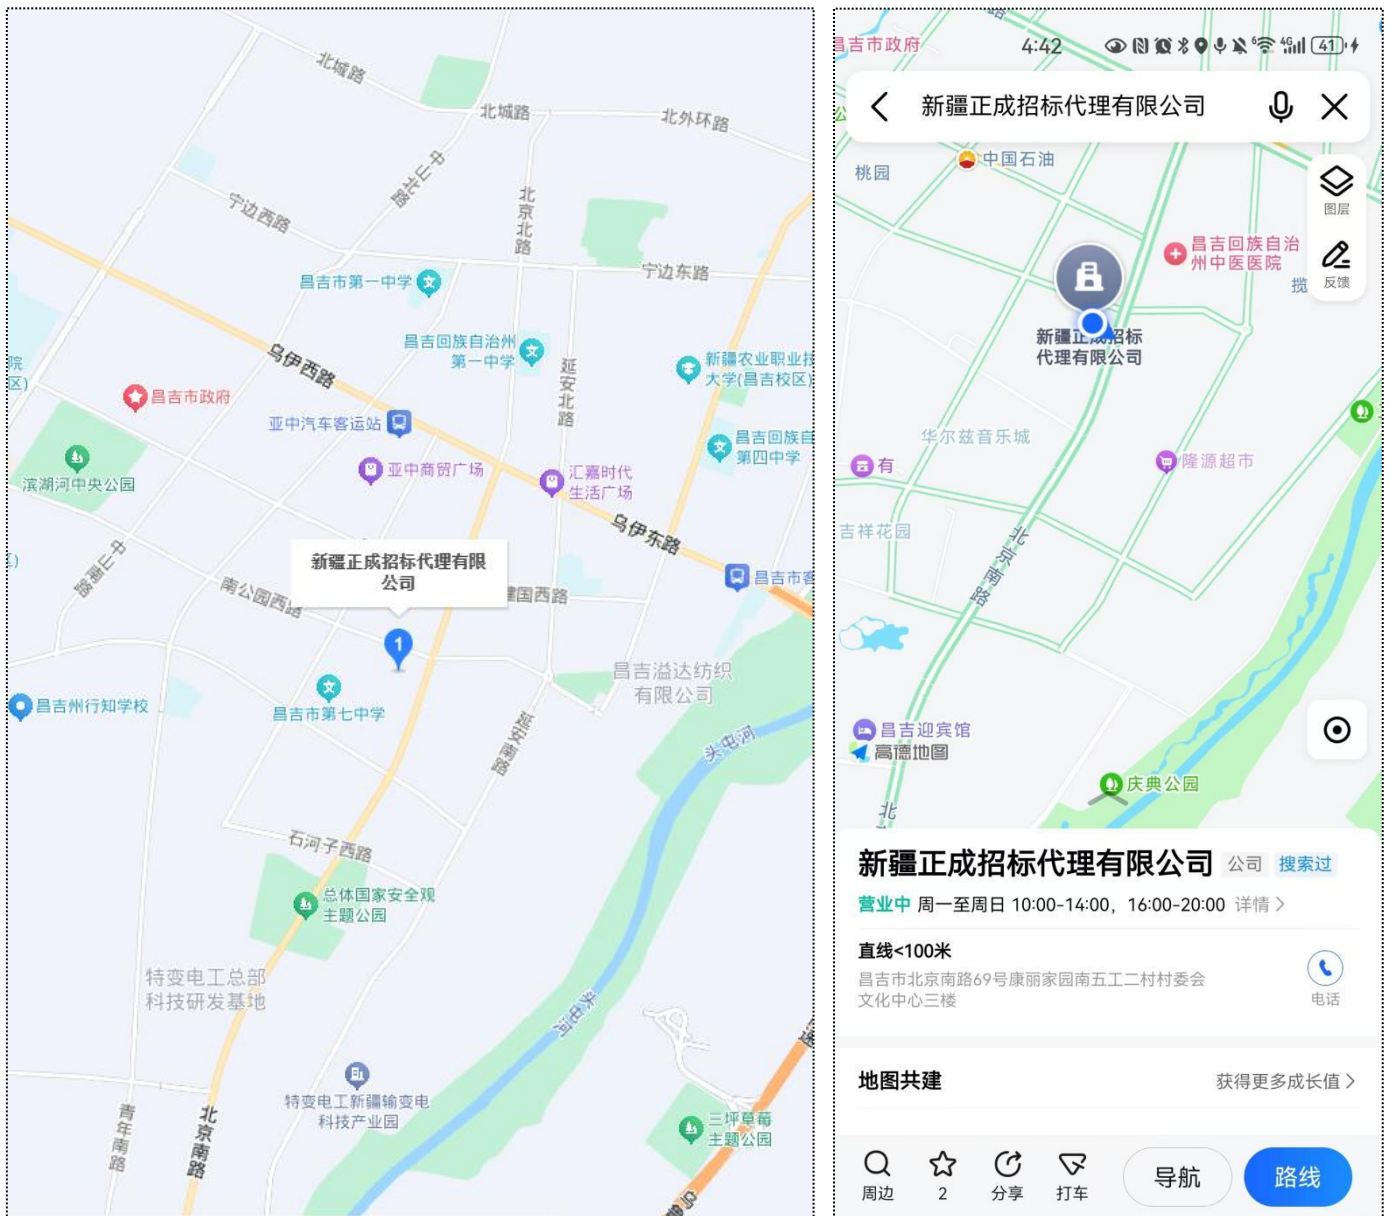 北城路
北城路
北外环路
中山北路
宁边西路
北京北路
宁边东路
昌吉市第一中学
昌吉回族自治州
第一中学
乌伊西路
延安北路
新疆农业职业技
大学(昌吉校区)
院
区)
昌吉市政府
亚中汽车客运站
昌吉回族自
第四中学
亚中商贸广场
汇嘉时代
生活广场
滨湖河中央公园
乌伊东路
中山南路
新疆正成招标代理有限
公司
昌吉市客
南公园西路
建国西路
1
昌吉溢达纺织
有限公司
昌吉州行知学校
昌吉市第七中学
延安南路
头屯河
石河子西路
总体国家安全观
主题公园
特变电工总部
科技研发基地
头屯河
特变电工新疆输变电
科技产业园
青年南路
北京南路
三坪草莓
主题公园
昌吉市政府
4:42
4G
41
新疆正成招标代理有限公司
桃园
中国石油
图层
昌吉回族自治
州中医医院
揽
反馈
新疆正成招标
代理有限公司
华尔兹音乐城
有
隆源超市
吉祥花园
北京南路
昌吉迎宾馆
高德地图
庆典公园
北
新疆正成招标代理有限公司 公司 搜索过
营业中 周一至周日 10:00-14:00，16:00-20:00 详情
直线<100米
昌吉市北京南路69号康丽家园南五工二村村委会
文化中心三楼
电话
地图共建 获得更多成长值
周边 2 分享 打车 导航 路线